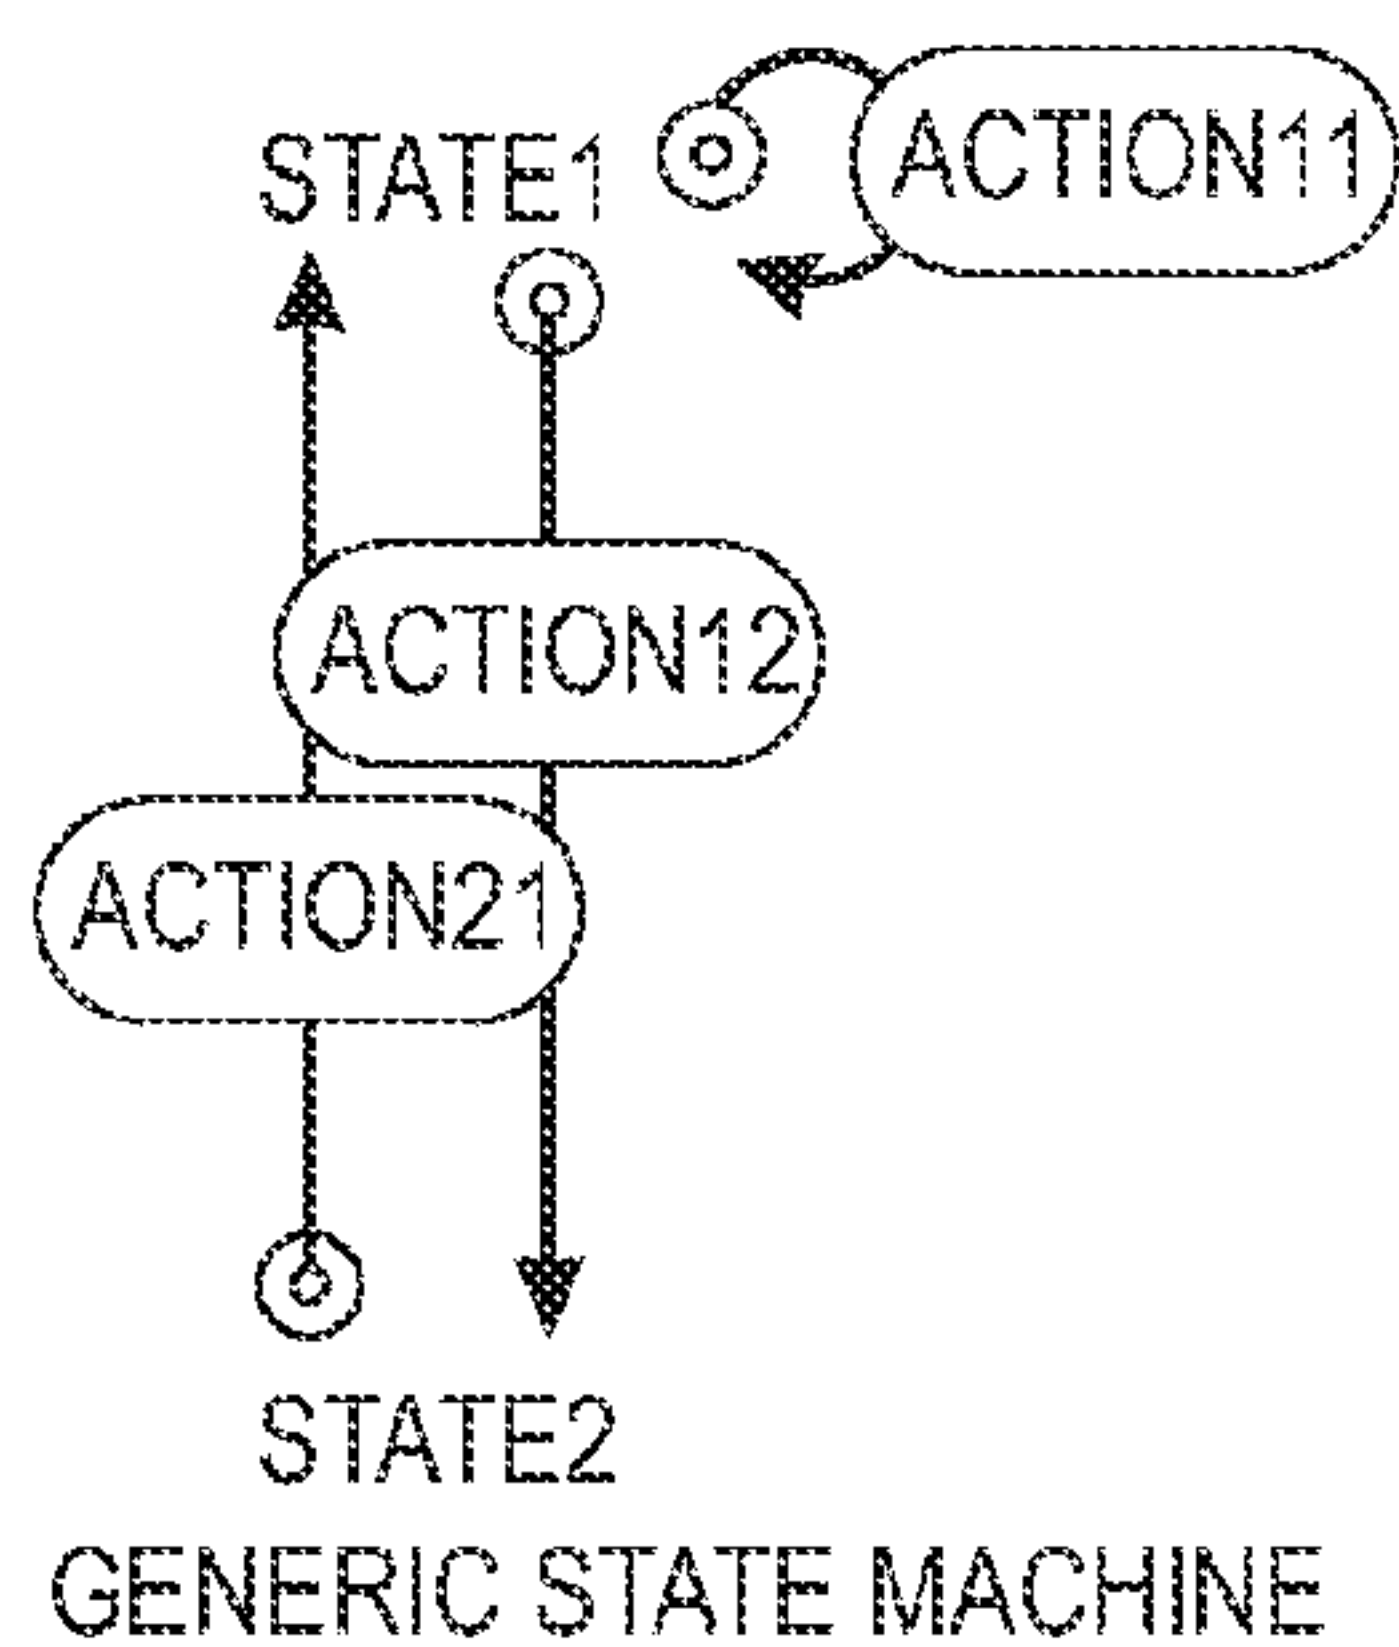 STATE1
ACTION11
ACTION12
ACTION21
STATE2
GENERIC STATE MACHINE